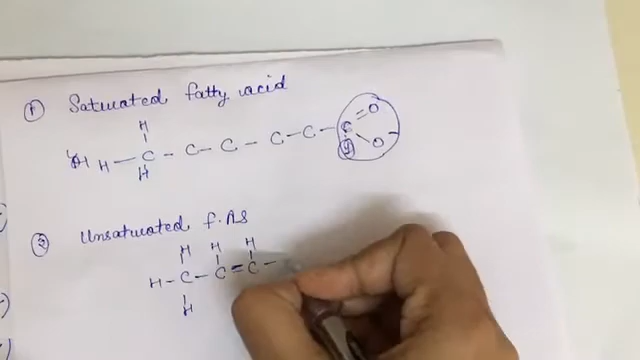 ① Saturated fatty acid
H
H – C – C – C – C – C – C = O
H O –
② Unsaturated f.As
H H H
H – C – C = C –
H